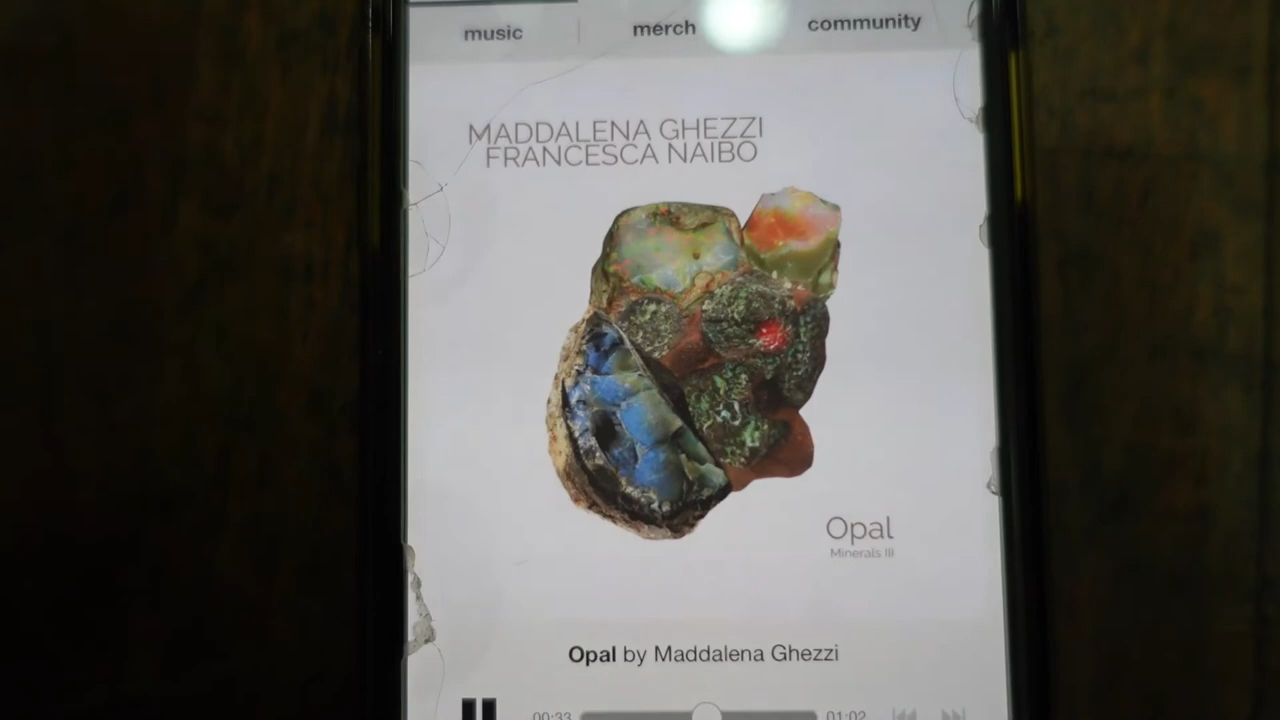 music merch community
MADDALENA GHEZZI
FRANCESCA NAIBO
Opal
Minerals III
Opal by Maddalena Ghezzi
00:33 01:02